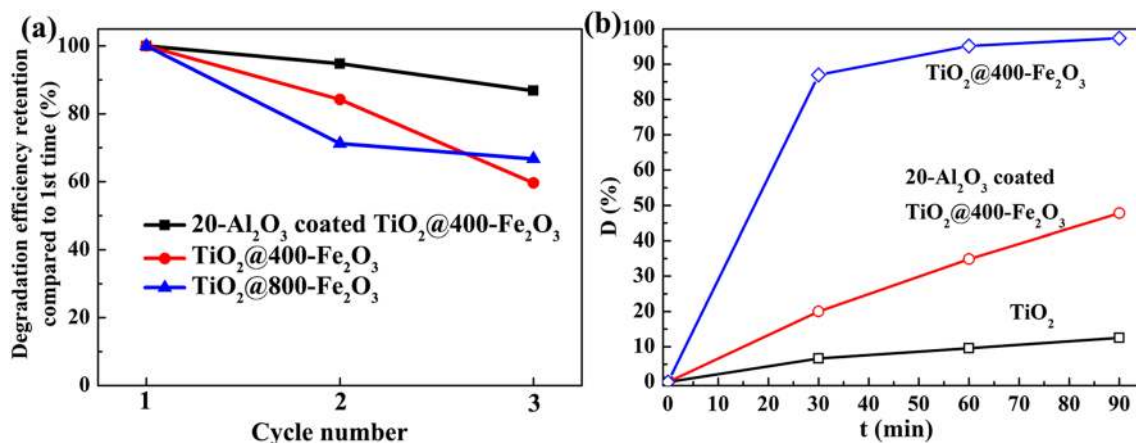 (a)
100
80
60
40
20
0
Degradation efficiency retention
compared to 1st time (%)
20-Al₂O₃ coated TiO₂@400-Fe₂O₃
TiO₂@400-Fe₂O₃
TiO₂@800-Fe₂O₃
1 2 3
Cycle number
(b)
100
90
80
70
60
50
40
30
20
10
0
D (%)
TiO₂@400-Fe₂O₃
20-Al₂O₃ coated
TiO₂@400-Fe₂O₃
TiO₂
0 10 20 30 40 50 60 70 80 90
t (min)